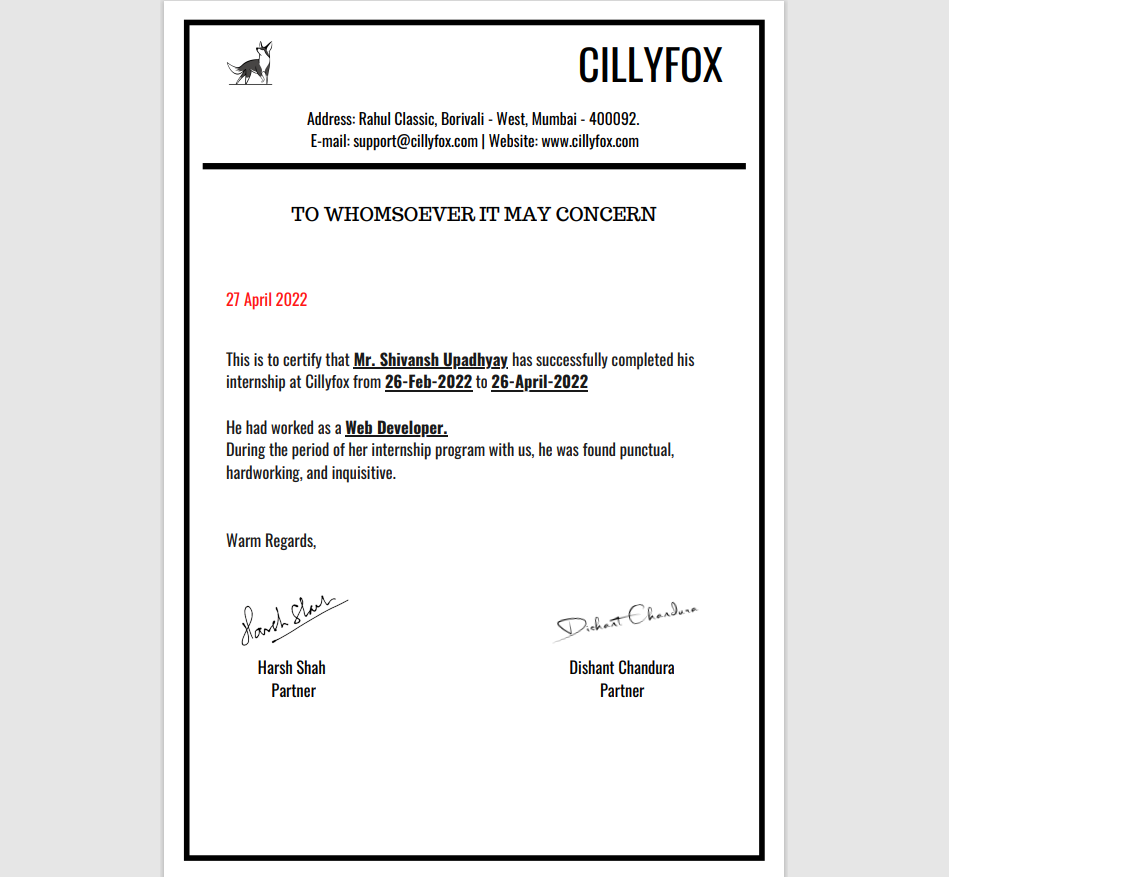 CILLYFOX
Address: Rahul Classic, Borivali - West, Mumbai - 400092.
E-mail: support@cillyfox.com | Website: www.cillyfox.com
TO WHOMSOEVER IT MAY CONCERN
27 April 2022
This is to certify that Mr. Shivansh Upadhyay has successfully completed his
internship at Cillyfox from 26-Feb-2022 to 26-April-2022
He had worked as a Web Developer.
During the period of her internship program with us, he was found punctual,
hardworking, and inquisitive.
Warm Regards,
Harsh Shah
Dishant Chandura
Harsh Shah
Partner
Dishant Chandura
Partner